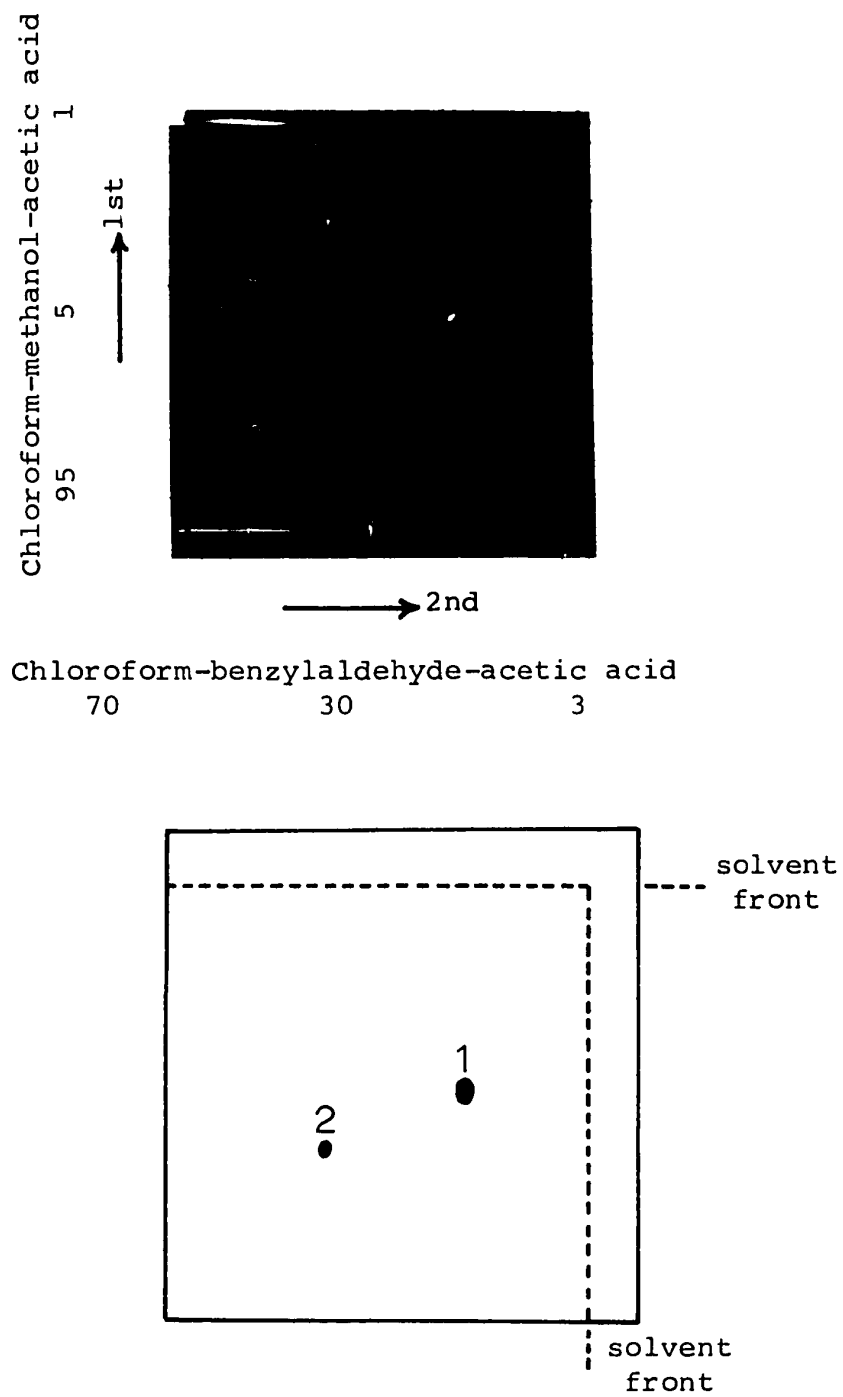 Chloroform-methanol-acetic acid
95 5 1
1st
2nd
Chloroform-benzylaldehyde-acetic acid
70 30 3
solvent
front
1
2
solvent
front